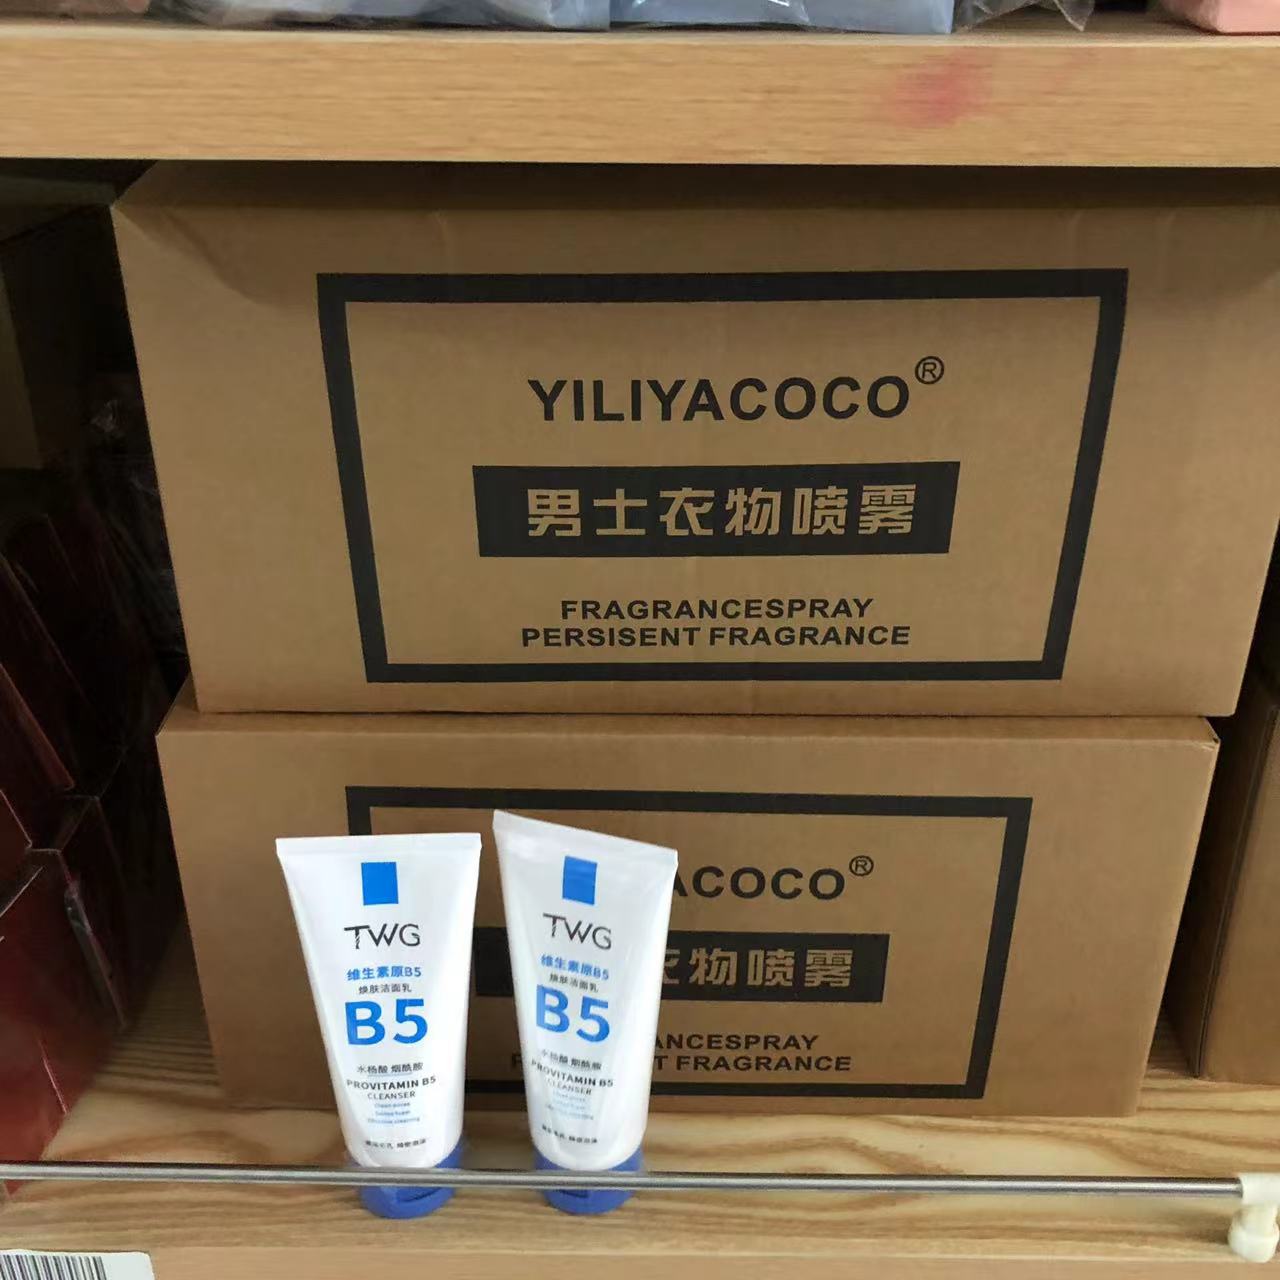 YILIYACOCO®
男士衣物喷雾
FRAGRANCESPRAY
PERSISENT FRAGRANCE
ACOCO®
物喷雾
ANCESPRAY
FRAGRANCE
TWG
维生素原B5
焕肤洁面乳
B5
水杨酸 烟酰胺
PROVITAMIN B5
CLEANSER
TWG
维生素原B5
焕肤洁面乳
B5
水杨酸 烟酰胺
PROVITAMIN B5
CLEANSER